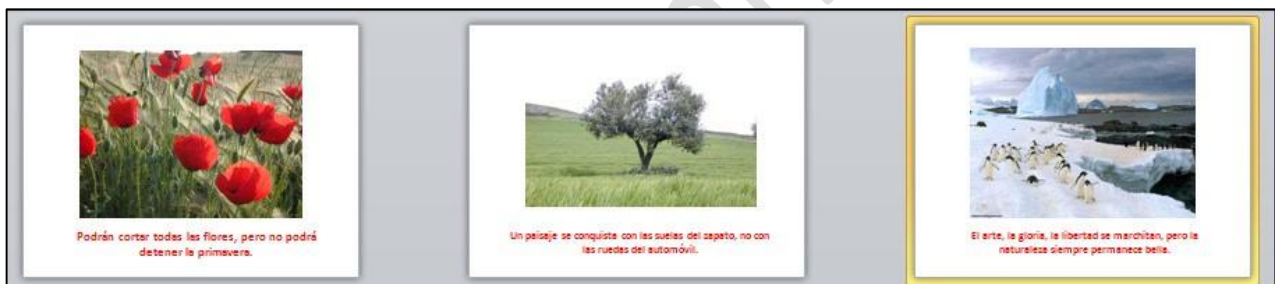 Podrán cortar todas las flores, pero no podrá
detener la primavera.
Un paisaje se conquista con las suelas del zapato, no con
las ruedas del automóvil.
El arte, la gloria, la libertad se marchitan, pero la
naturaleza siempre permanece bella.